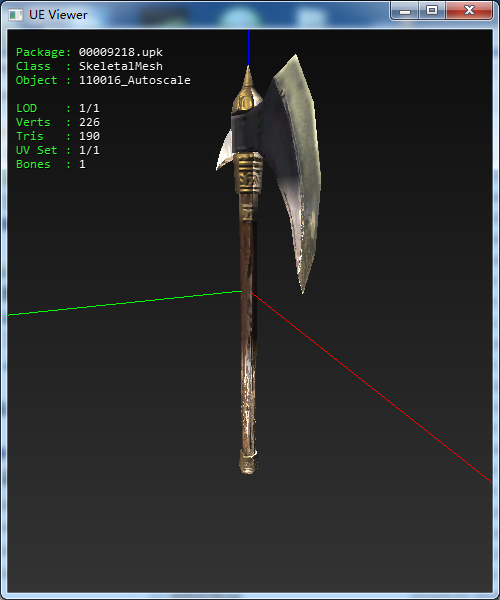 UE Viewer
Package: 00009218.upk
Class : SkeletalMesh
Object : 110016_Autoscale
LOD : 1/1
Verts : 226
Tris : 190
UV Set : 1/1
Bones : 1